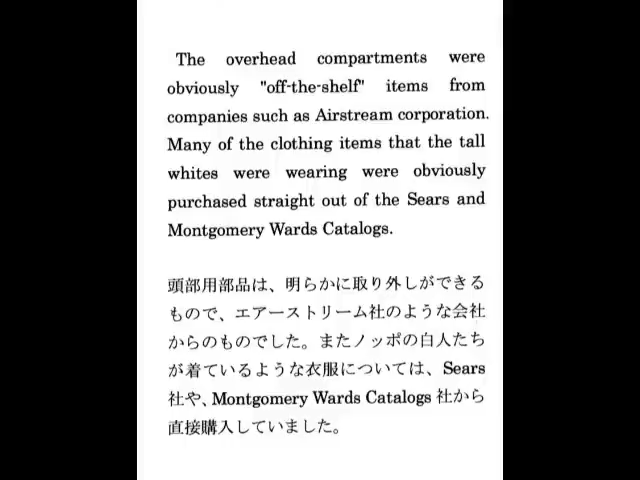 The overhead compartments were
obviously "off-the-shelf" items from
companies such as Airstream corporation.
Many of the clothing items that the tall
whites were wearing were obviously
purchased straight out of the Sears and
Montgomery Wards Catalogs.
頭部用部品は、明らかに取り外しができる
もので、エアーストリーム社のような会社
からのものでした。またノッポの白人たち
が着ているような衣服については、Sears
社や、Montgomery Wards Catalogs 社から
直接購入していました。